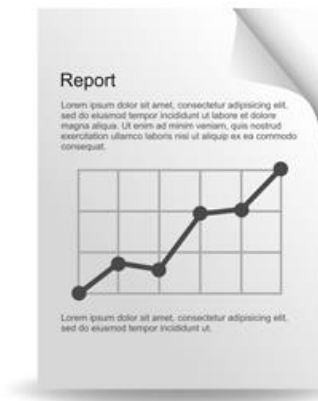 Report
Lorem ipsum dolor sit amet, consectetur adipisicing elit,
sed do eiusmod tempor incididunt ut labore et dolore
magna aliqua. Ut enim ad minim veniam, quis nostrud
exercitation ullamco laboris nisi ut aliquip ex ea commodo
consequat.
Lorem ipsum dolor sit amet, consectetur adipisicing elit,
sed do eiusmod tempor incididunt ut.